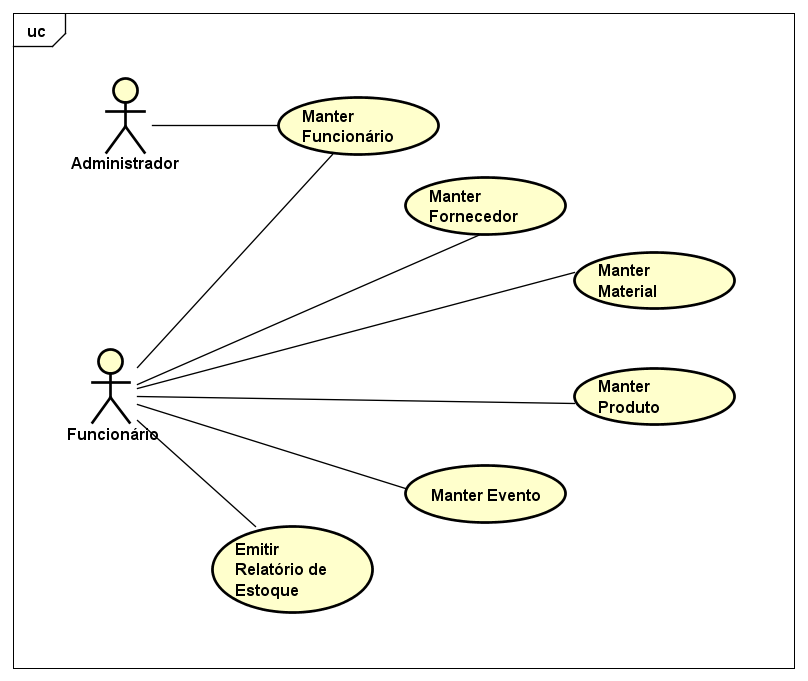 uc
Manter
Funcionário
Administrador
Manter
Fornecedor
Manter
Material
Manter
Produto
Funcionário
Manter Evento
Emitir
Relatório de
Estoque